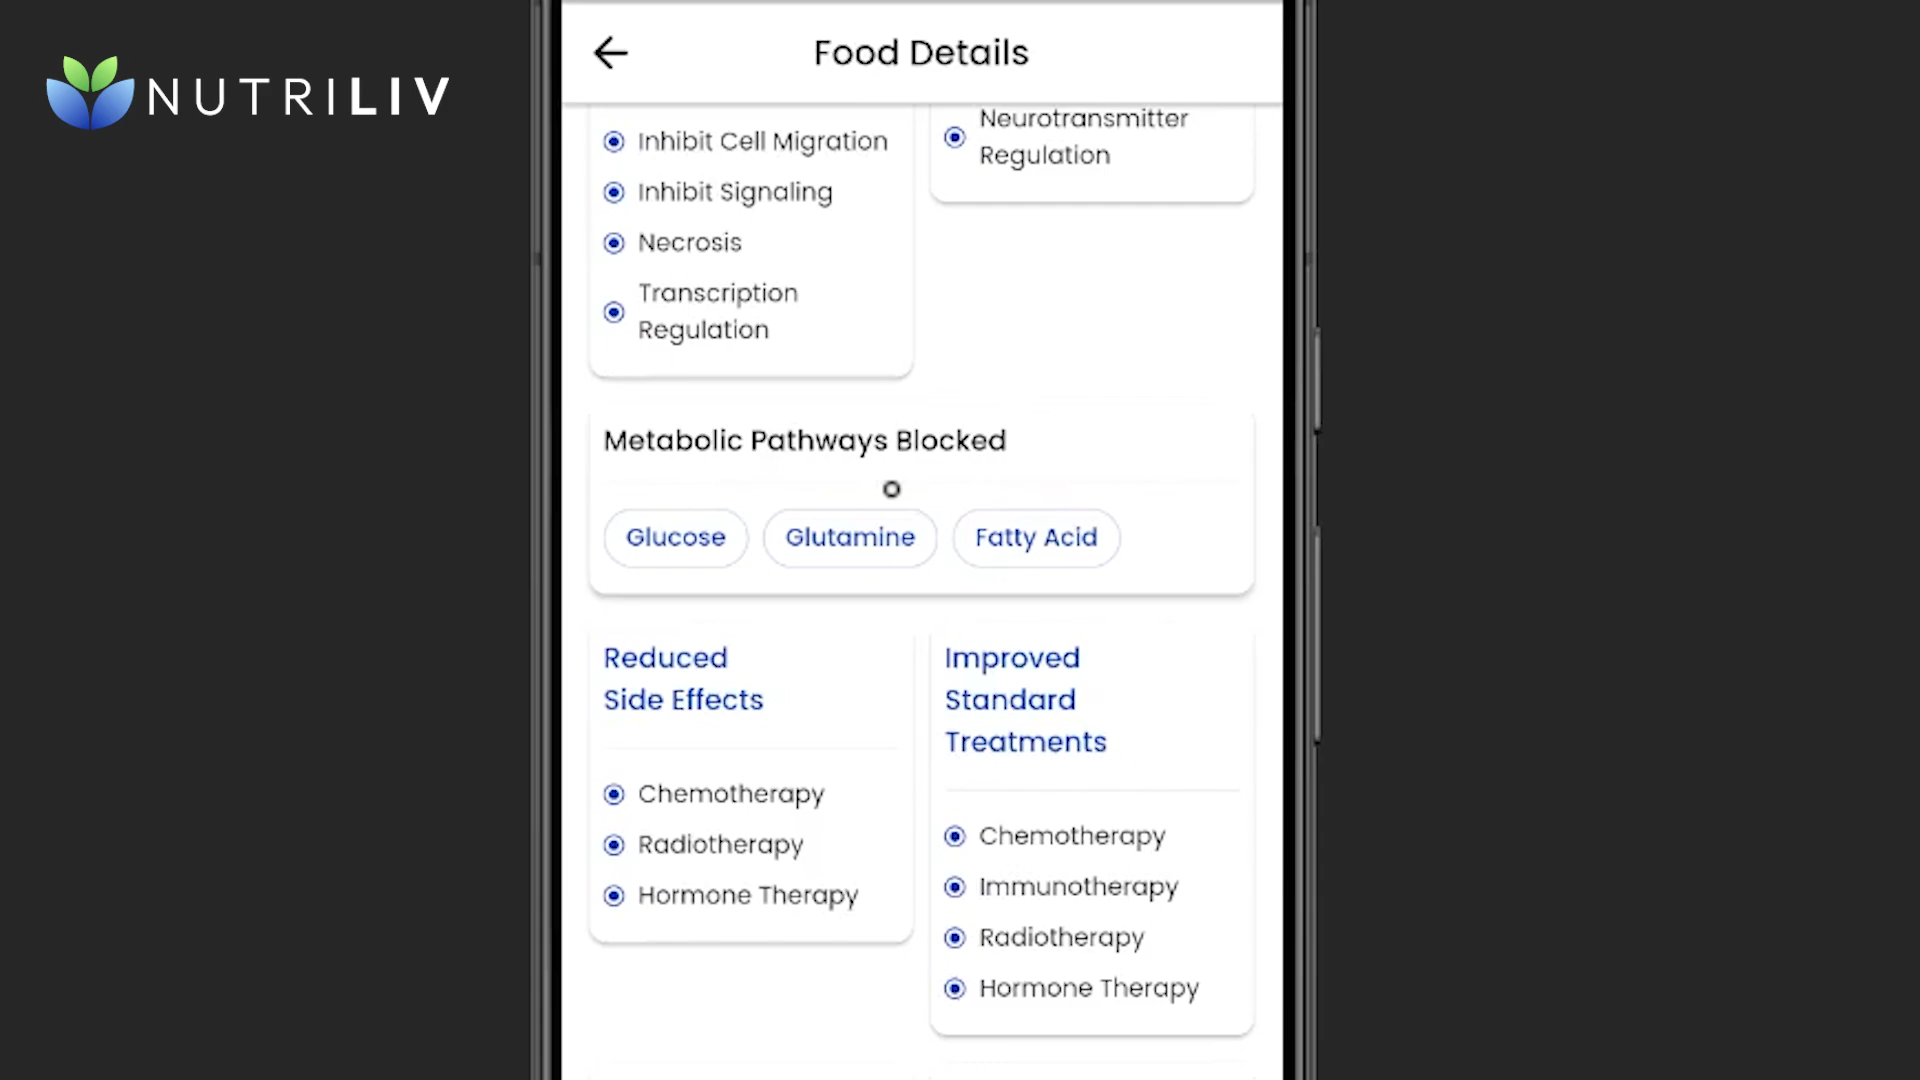 NUTRILIV
Food Details
Inhibit Cell Migration
Inhibit Signaling
Necrosis
Transcription
Regulation
Neurotransmitter
Regulation
Metabolic Pathways Blocked
Glucose
Glutamine
Fatty Acid
Reduced
Side Effects
Chemotherapy
Radiotherapy
Hormone Therapy
Improved
Standard
Treatments
Chemotherapy
Immunotherapy
Radiotherapy
Hormone Therapy